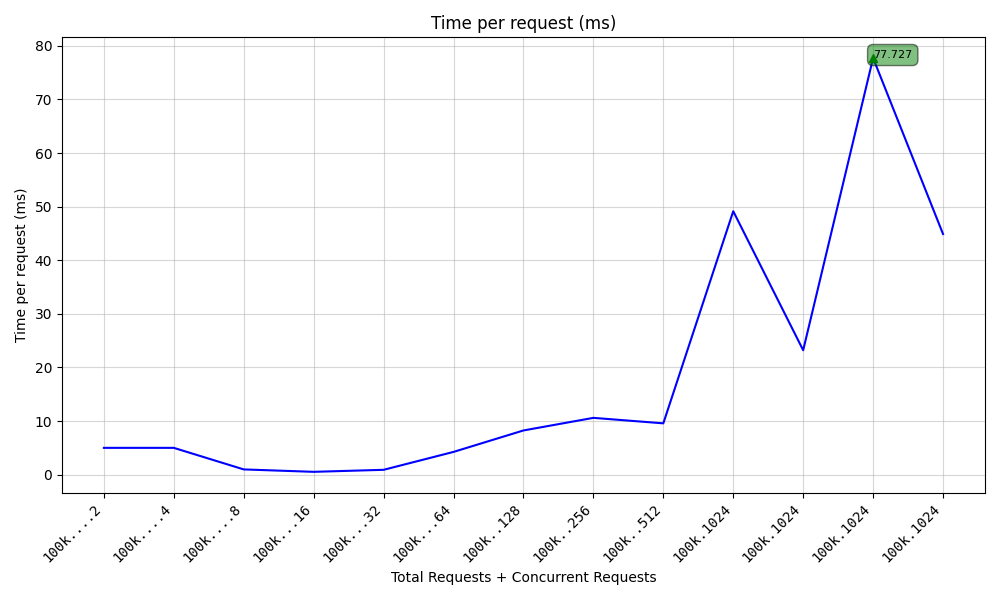 Time per request (ms)
77.727
Time per request (ms)
80
70
60
50
40
30
20
10
0
100k....2
100k....4
100k....8
100k...16
100k...32
100k...64
100k..128
100k..256
100k..512
100k.1024
100k.1024
100k.1024
100k.1024
Total Requests + Concurrent Requests